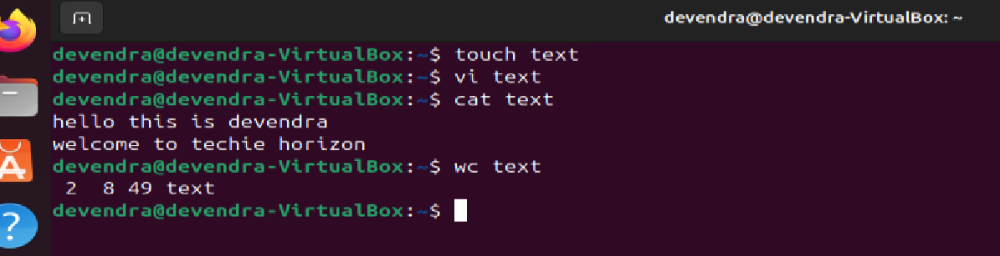 devendra@devendra-VirtualBox: ~
devendra@devendra-VirtualBox:~$ touch text
devendra@devendra-VirtualBox:~$ vi text
devendra@devendra-VirtualBox:~$ cat text
hello this is devendra
welcome to techie horizon
devendra@devendra-VirtualBox:~$ wc text
 2  8 49 text
devendra@devendra-VirtualBox:~$